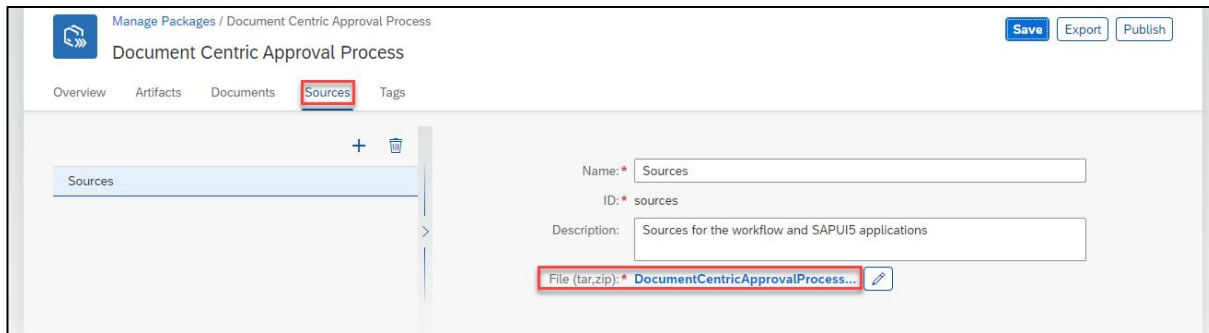 Manage Packages / Document Centric Approval Process
Save Export Publish
Document Centric Approval Process
Overview Artifacts Documents Sources Tags
Sources
Name:* Sources
ID:* sources
Description: Sources for the workflow and SAPUI5 applications
File (tar,zip):* DocumentCentricApprovalProcess...